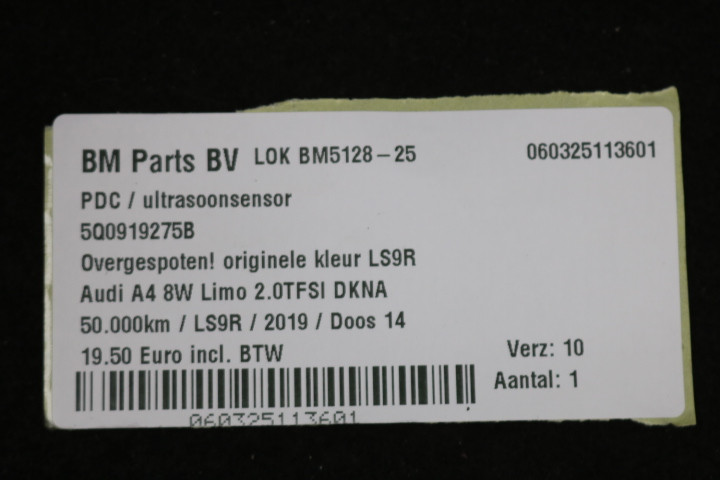 BM Parts BV LOK BM5128-25 060325113601
PDC / ultrasoonsensor
5Q0919275B
Overgespoten! originele kleur LS9R
Audi A4 8W Limo 2.0TFSI DKNA
50.000km / LS9R / 2019 / Doos 14
19.50 Euro incl. BTW Verz: 10
Aantal: 1
060325113601